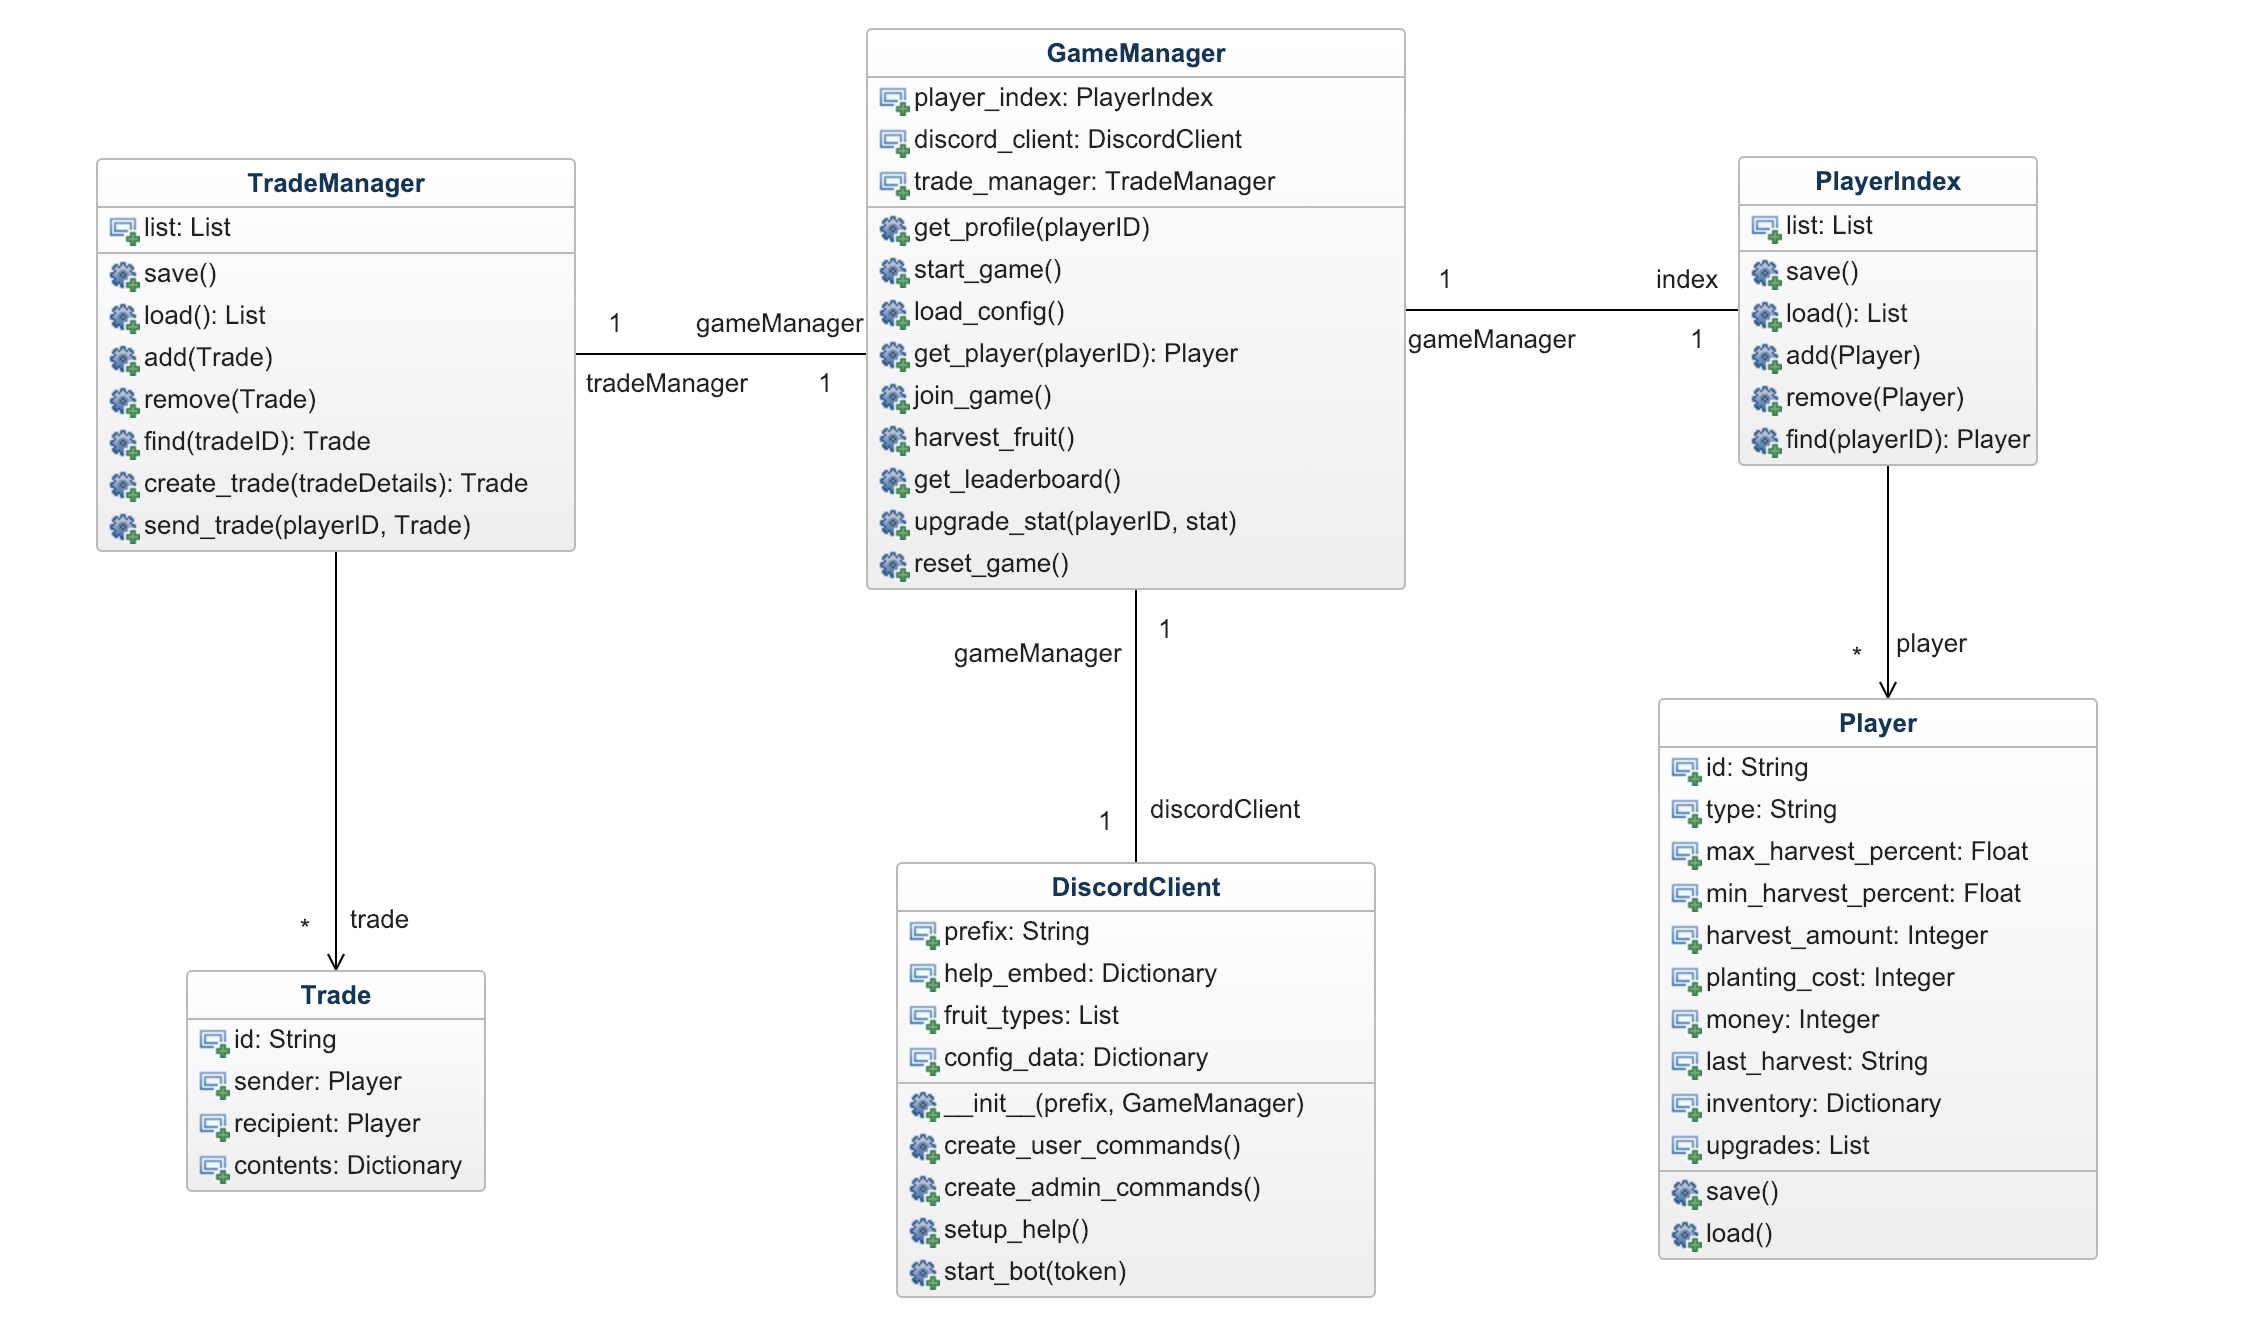 GameManager
player_index: PlayerIndex
discord_client: DiscordClient
trade_manager: TradeManager
get_profile(playerID)
start_game()
load_config()
get_player(playerID): Player
join_game()
harvest_fruit()
get_leaderboard()
upgrade_stat(playerID, stat)
reset_game()
TradeManager
list: List
save()
load(): List
add(Trade)
remove(Trade)
find(tradeID): Trade
create_trade(tradeDetails): Trade
send_trade(playerID, Trade)
1 gameManager
tradeManager 1
PlayerIndex
list: List
save()
load(): List
add(Player)
remove(Player)
find(playerID): Player
1 index
gameManager 1
1
gameManager
discordClient
1
* player
* trade
Trade
id: String
sender: Player
recipient: Player
contents: Dictionary
DiscordClient
prefix: String
help_embed: Dictionary
fruit_types: List
config_data: Dictionary
__init__(prefix, GameManager)
create_user_commands()
create_admin_commands()
setup_help()
start_bot(token)
Player
id: String
type: String
max_harvest_percent: Float
min_harvest_percent: Float
harvest_amount: Integer
planting_cost: Integer
money: Integer
last_harvest: String
inventory: Dictionary
upgrades: List
save()
load()